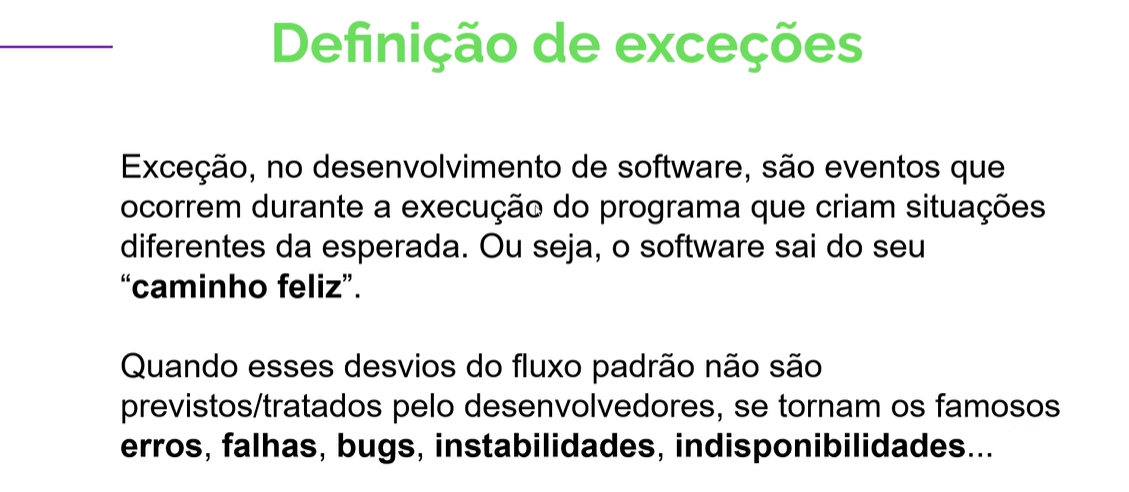 Definição de exceções
Exceção, no desenvolvimento de software, são eventos que
ocorrem durante a execução do programa que criam situações
diferentes da esperada. Ou seja, o software sai do seu
“caminho feliz”.
Quando esses desvios do fluxo padrão não são
previstos/tratados pelo desenvolvedores, se tornam os famosos
erros, falhas, bugs, instabilidades, indisponibilidades...